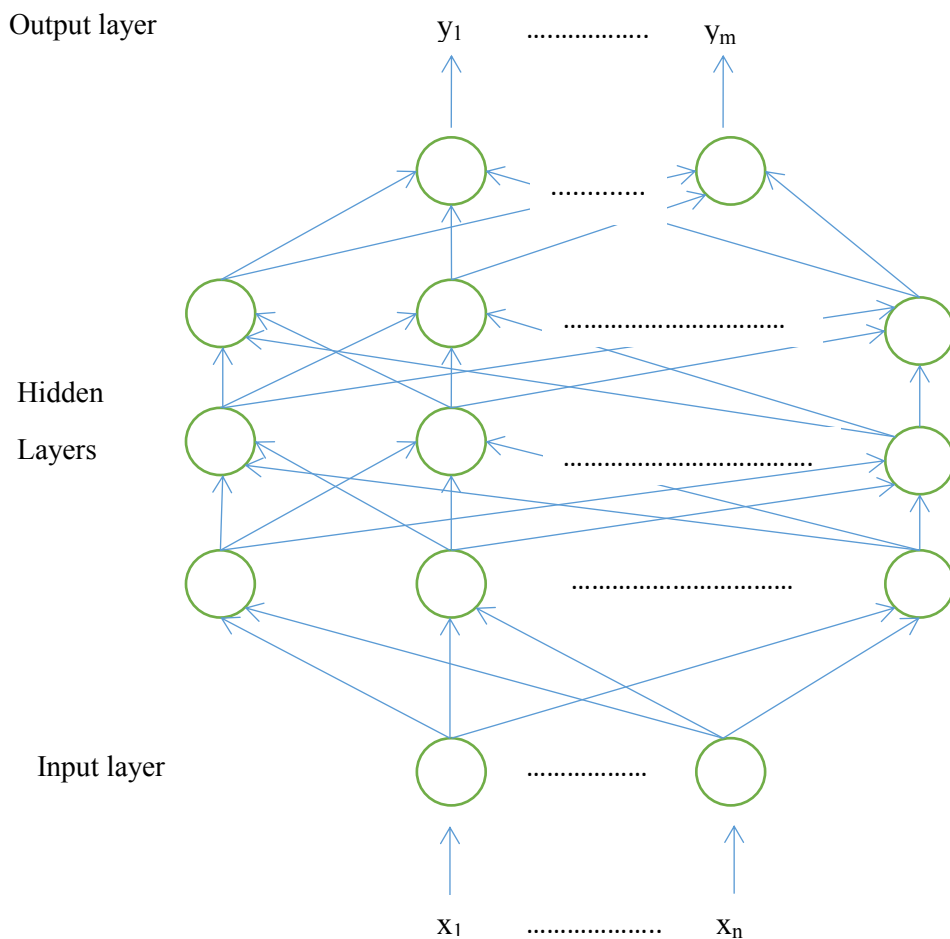 Output layer y₁ ................... yₘ
.............
Hidden
................................
Layers
....................................
................................
Input layer ..................
x₁ .................... xₙ